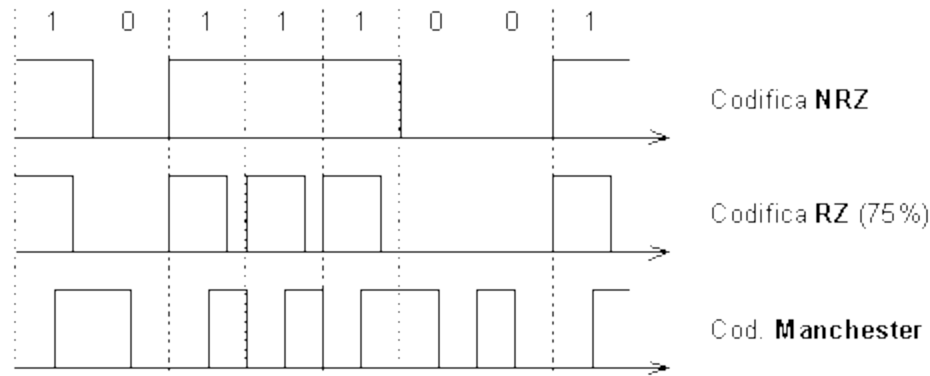 1 0 1 1 1 0 0 1
Codifica NRZ
Codifica RZ (75%)
Cod. Manchester